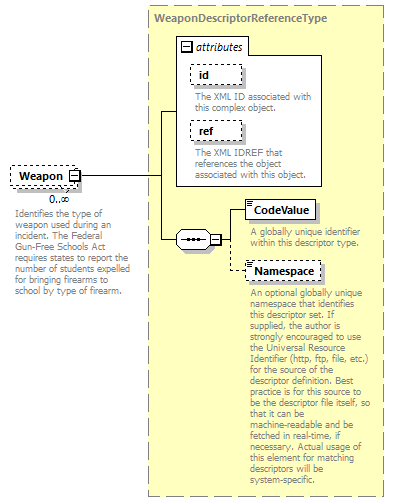 WeaponDescriptorReferenceType
attributes
id
The XML ID associated with
this complex object.
ref
The XML IDREF that
references the object
associated with this object.
Weapon
0..∞
Identifies the type of
weapon used during an
incident. The Federal
Gun-Free Schools Act
requires states to report the
number of students expelled
for bringing firearms to
school by type of firearm.
CodeValue
A globally unique identifier
within this descriptor type.
Namespace
An optional globally unique
namespace that identifies
this descriptor set. If
supplied, the author is
strongly encouraged to use
the Universal Resource
Identifier (http, ftp, file, etc.)
for the source of the
descriptor definition. Best
practice is for this source to
be the descriptor file itself, so
that it can be
machine-readable and be
fetched in real-time, if
necessary. Actual usage of
this element for matching
descriptors will be
system-specific.